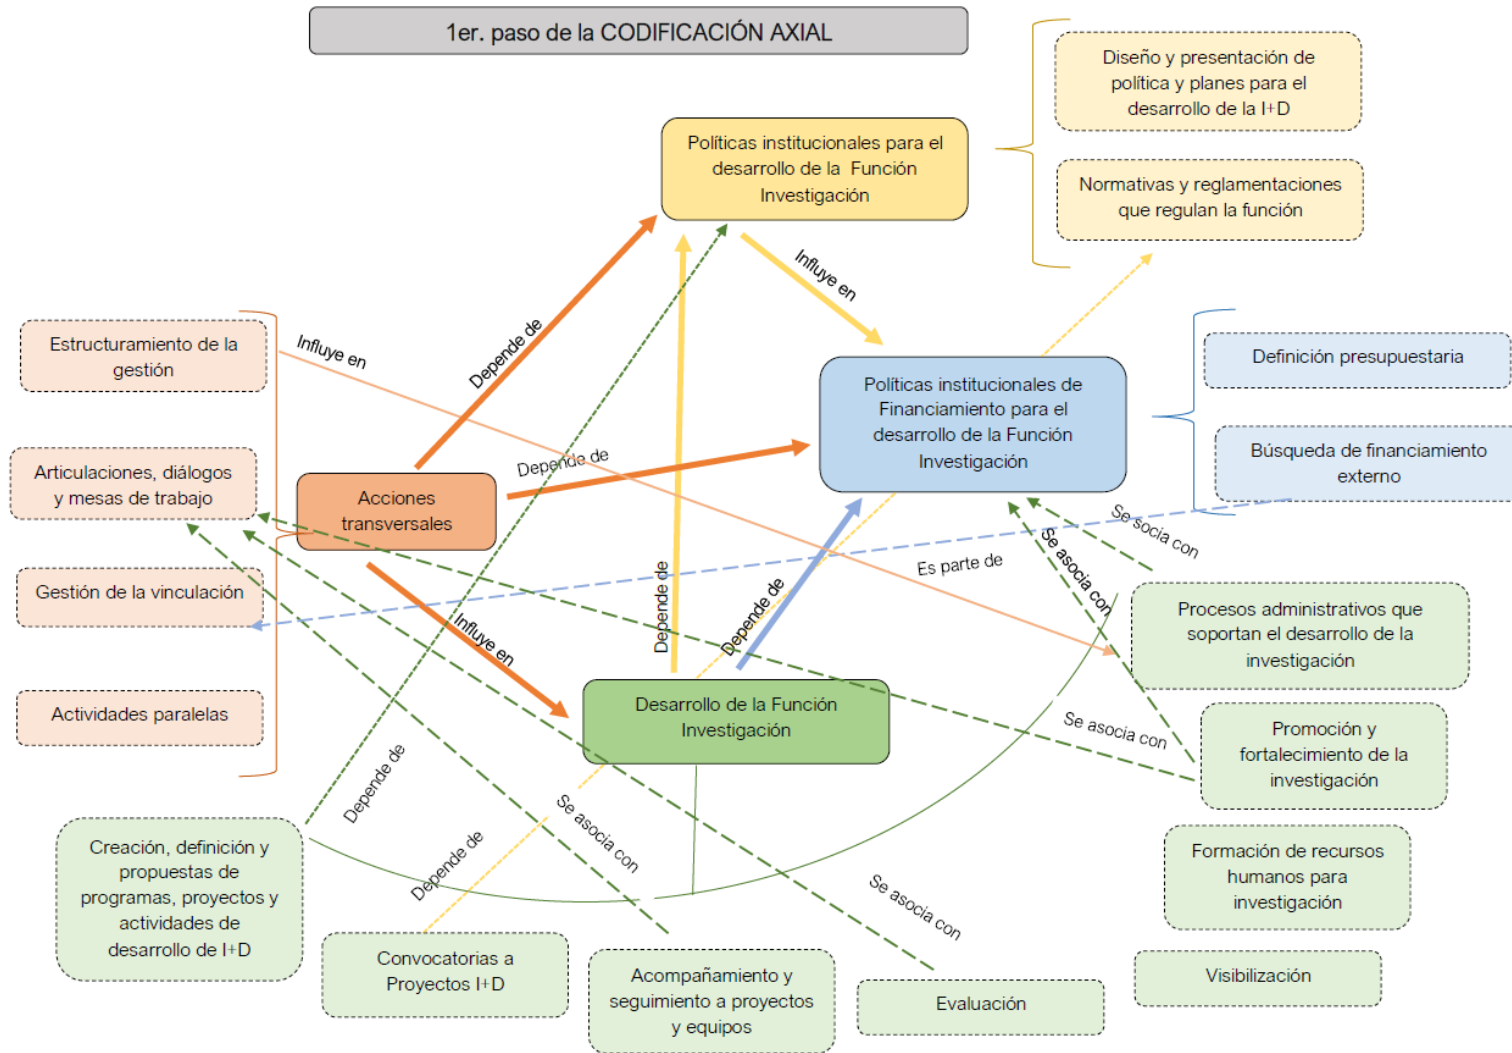 1er. paso de la CODIFICACIÓN AXIAL
Diseño y presentación de
política y planes para el
desarrollo de la I+D
Políticas institucionales para el
desarrollo de la Función
Investigación
Normativas y reglamentaciones
que regulan la función
Influye en
Depende de
Estructuramiento de la
gestión
Influye en
Definición presupuestaria
Políticas institucionales de
Financiamiento para el
desarrollo de la Función
Investigación
Búsqueda de financiamiento
externo
Articulaciones, diálogos
y mesas de trabajo
Depende de
Acciones
transversales
Se socia con
Se asocia con
Es parte de
Gestión de la vinculación
Depende de
Depende de
Influye en
Procesos administrativos que
soportan el desarrollo de la
investigación
Actividades paralelas
Desarrollo de la Función
Investigación
Se asocia con
Promoción y
fortalecimiento de la
investigación
Depende de
Se asocia con
Depende de
Se asocia con
Creación, definición y
propuestas de
programas, proyectos y
actividades de
desarrollo de I+D
Formación de recursos
humanos para
investigación
Convocatorias a
Proyectos I+D
Acompañamiento y
seguimiento a proyectos
y equipos
Evaluación
Visibilización